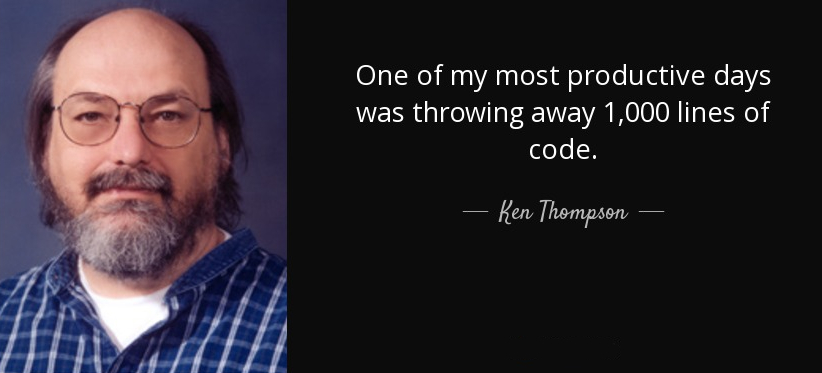 One of my most productive days
was throwing away 1,000 lines of
code.
— Ken Thompson —